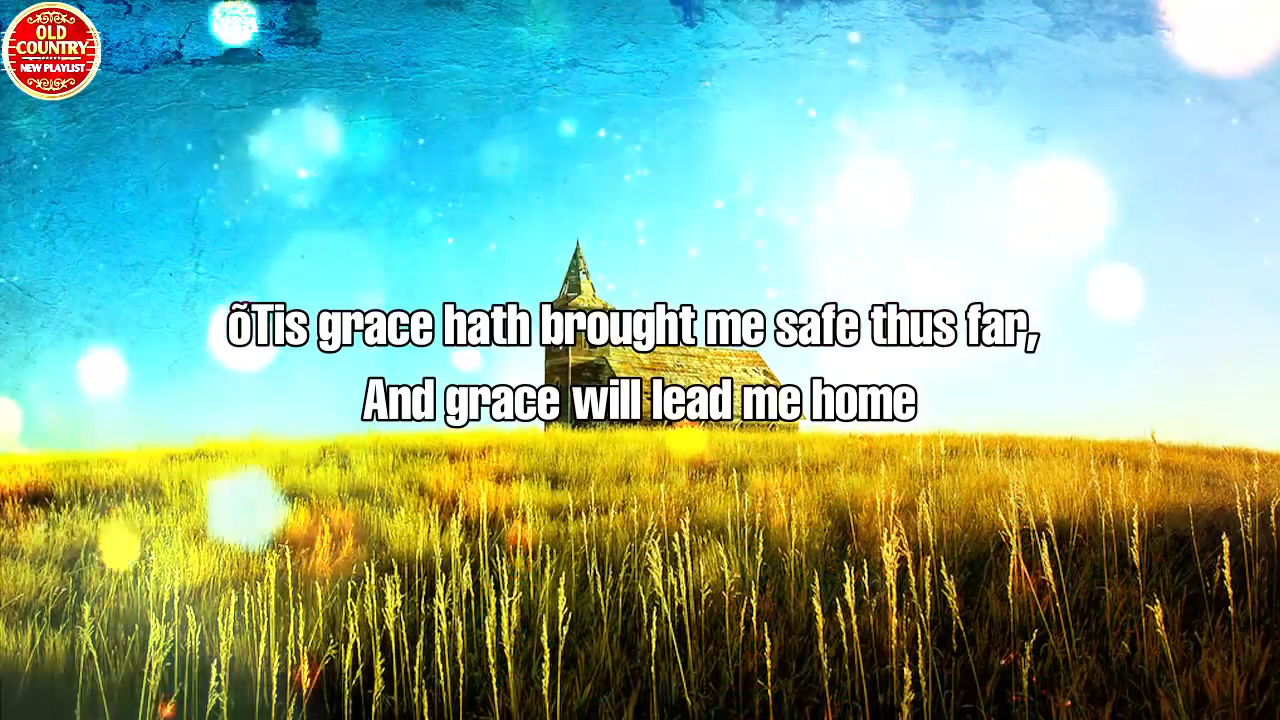 OLD
COUNTRY
NEW PLAYLIST
õTis grace hath brought me safe thus far,
And grace will lead me home